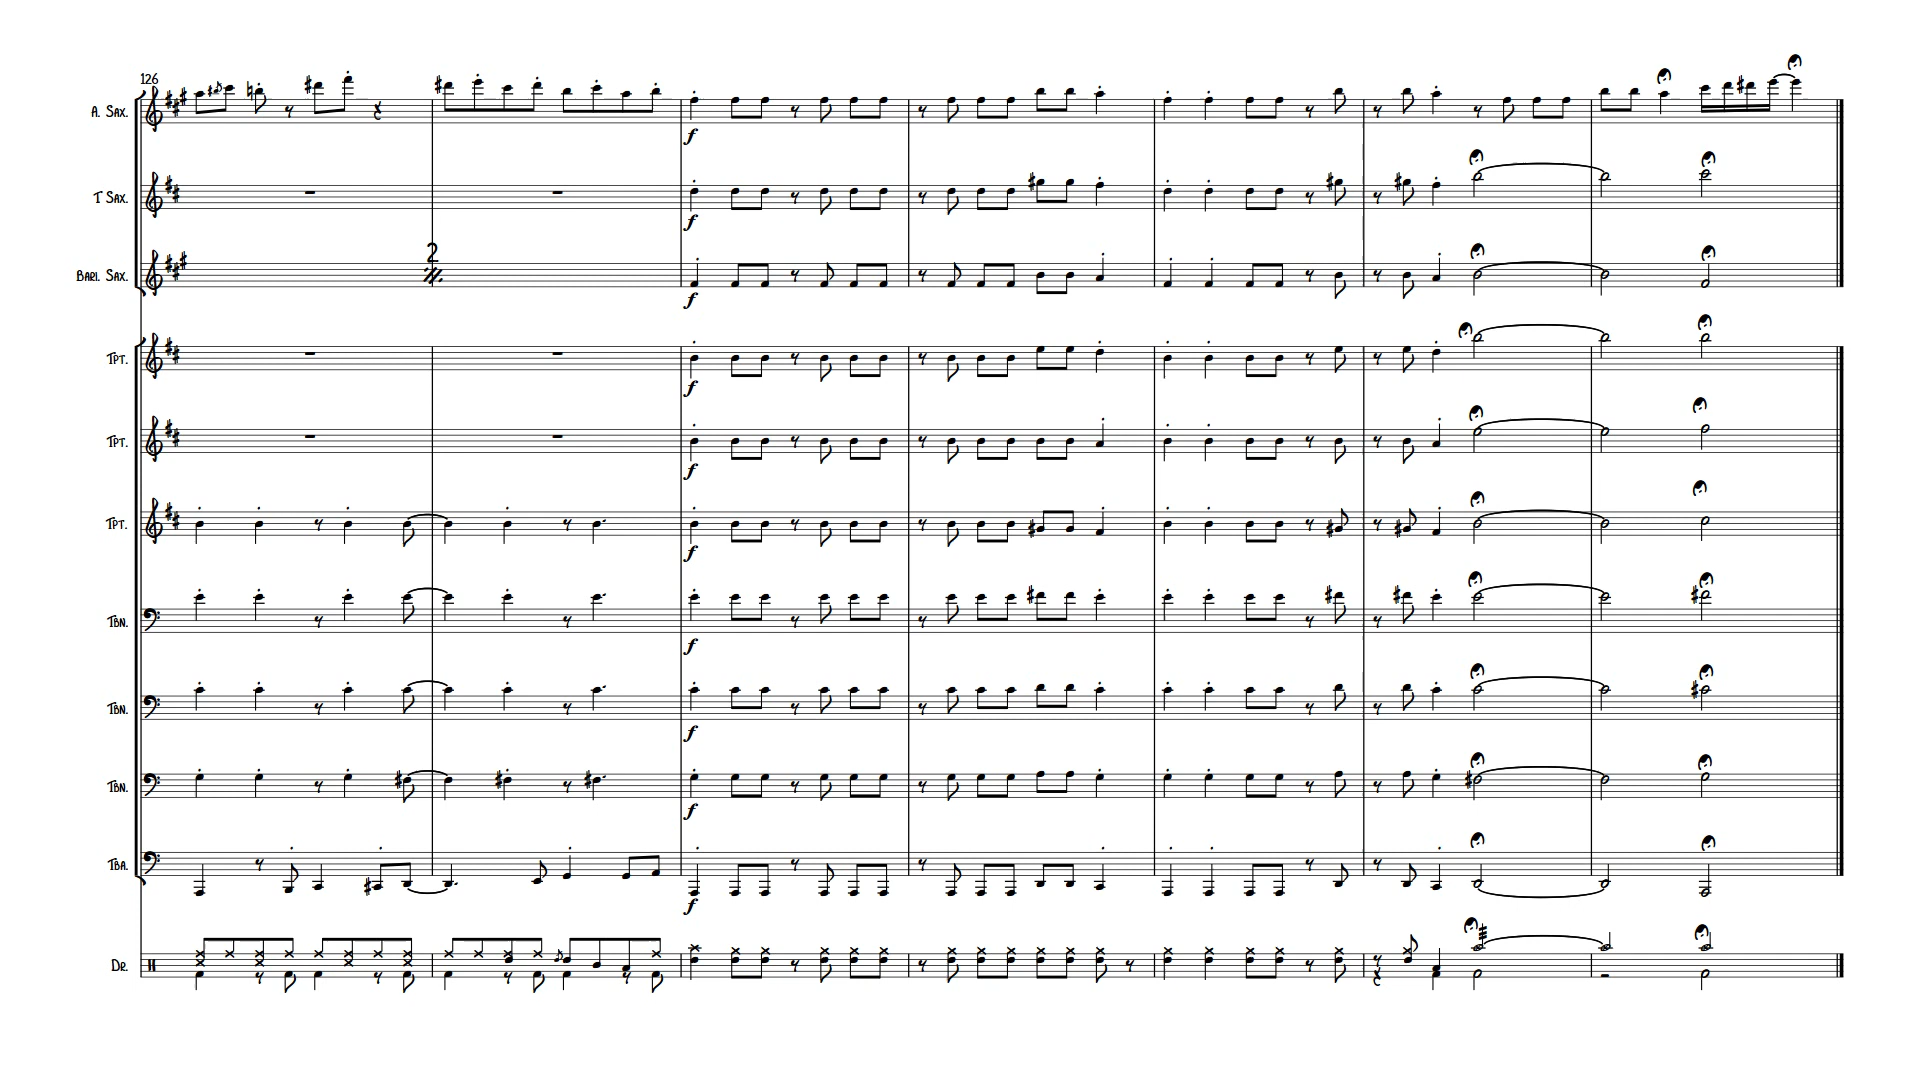 126
A. Sax.
T Sax.
2
Bari. Sax.
Tpt.
Tpt.
Tpt.
Tbn.
Tbn.
Tbn.
Tba.
Dr.
f
f
f
f
f
f
f
f
f
f